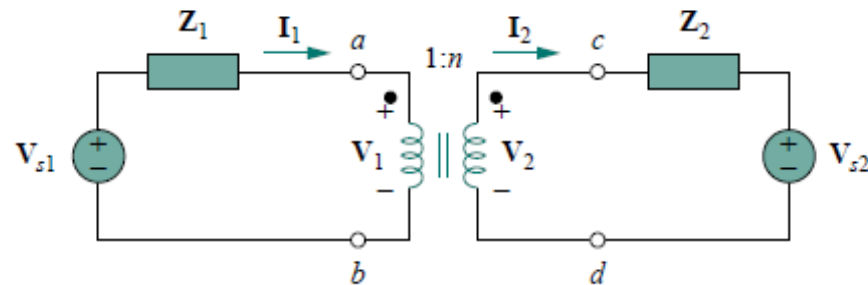 Z1 I1 a 1:n I2 c Z2
+ + + +
Vs1 V1 V2 Vs2
− − − −
b d